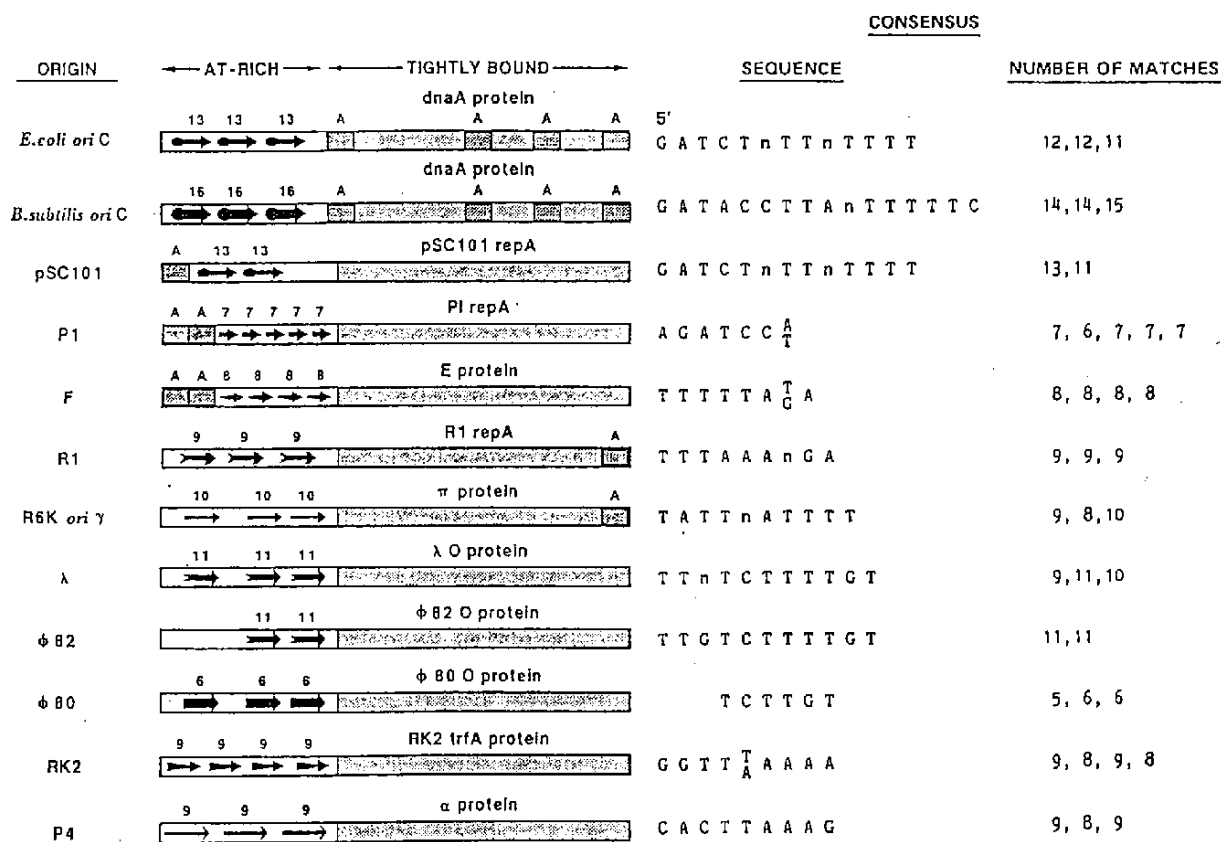 CONSENSUS
ORIGIN AT-RICH TIGHTLY BOUND SEQUENCE NUMBER OF MATCHES
dnaA protein
13 13 13 A A A A 5'
E.coli ori C G A T C T n T T n T T T T 12,12,11
dnaA protein
16 16 16 A A A A
B.subtilis ori C G A T A C C T T A n T T T T T C 14,14,15
pSC101 repA
A 13 13
pSC101 G A T C T n T T n T T T T 13,11
P1 repA
A A 7 7 7 7 7
P1 A G A T C C A/T 7, 6, 7, 7, 7
E protein
A A 8 8 8 8
F T T T T T A T/G A 8, 8, 8, 8
R1 repA
9 9 9 A
R1 T T T A A A n G A 9, 9, 9
π protein
10 10 10 A
R6K ori γ T A T T n A T T T T 9, 8,10
λ O protein
11 11 11
λ T T n T C T T T T G T 9,11,10
ϕ 82 O protein
11 11
ϕ 82 T T G T C T T T T G T 11,11
ϕ 80 O protein
6 6 6
ϕ 80 T C T T G T 5, 6, 6
RK2 trfA protein
9 9 9 9
RK2 G G T T T/A A A A A 9, 8, 9, 8
α protein
9 9 9
P4 C A C T T A A A G 9, 8, 9